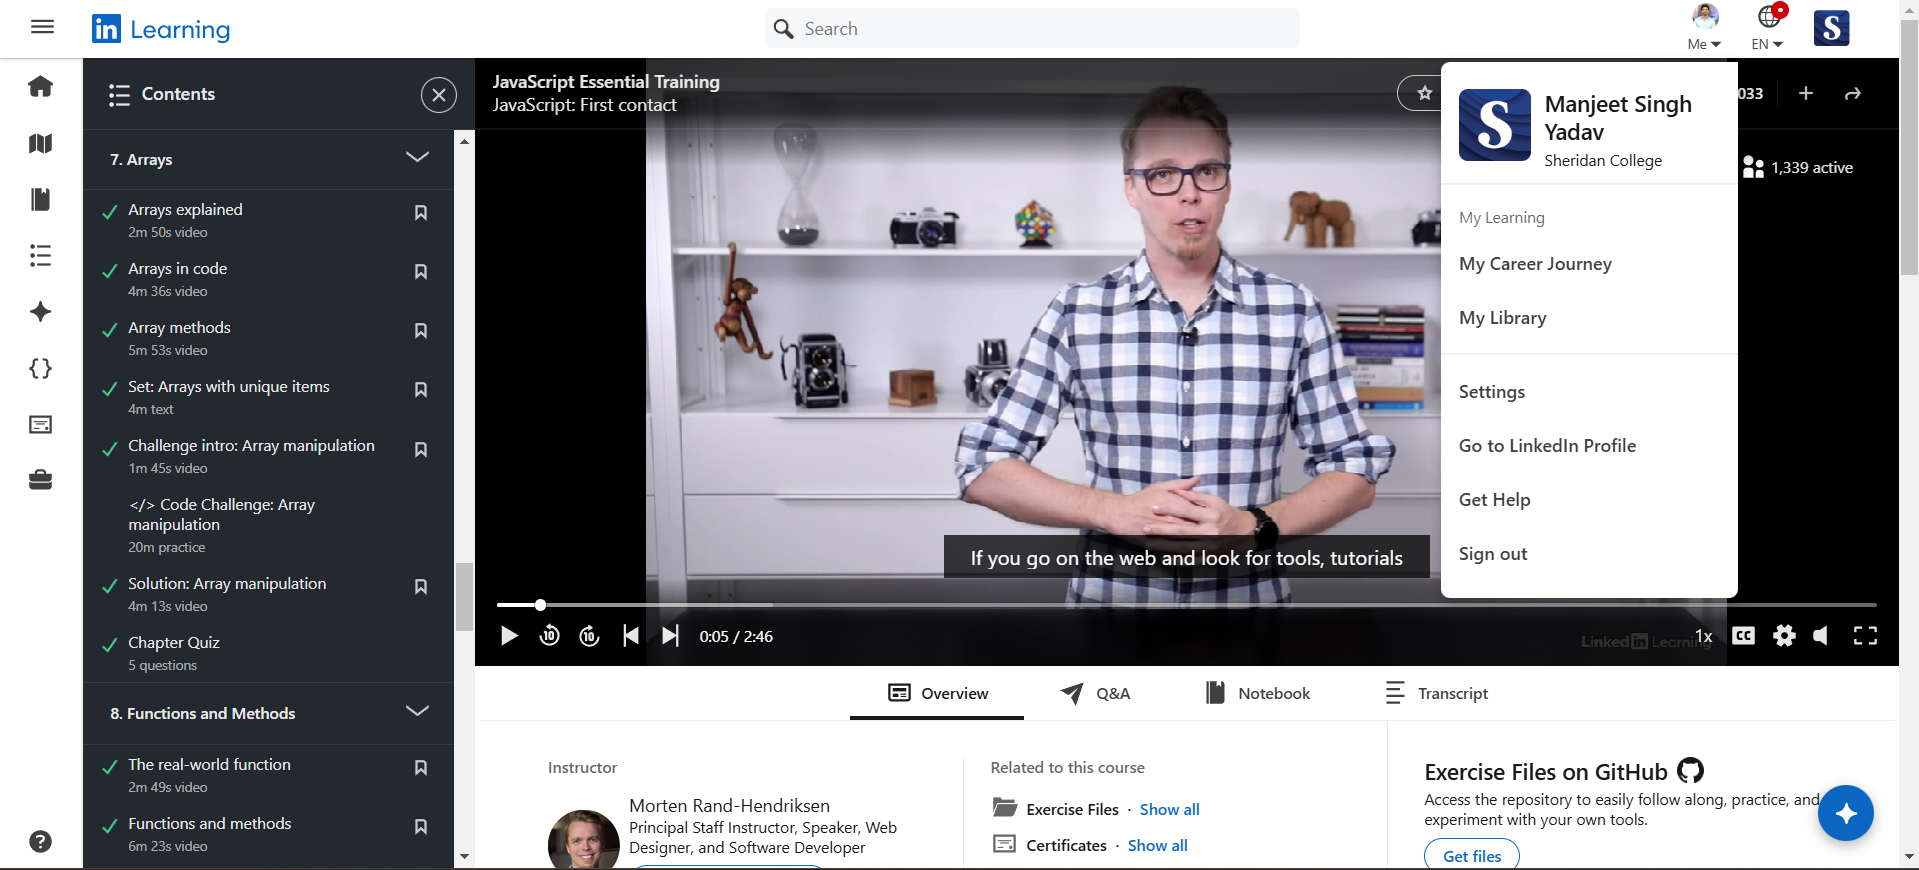 in Learning
Search
Me
EN
S
Contents
7. Arrays
Arrays explained
2m 50s video
Arrays in code
4m 36s video
Array methods
5m 53s video
Set: Arrays with unique items
4m text
Challenge intro: Array manipulation
1m 45s video
</> Code Challenge: Array
manipulation
20m practice
Solution: Array manipulation
4m 13s video
Chapter Quiz
5 questions
8. Functions and Methods
The real-world function
2m 49s video
Functions and methods
6m 23s video
JavaScript Essential Training
JavaScript: First contact
033
1,339 active
S
Manjeet Singh
Yadav
Sheridan College
My Learning
My Career Journey
My Library
Settings
Go to LinkedIn Profile
Get Help
Sign out
If you go on the web and look for tools, tutorials
10
10
0:05 / 2:46
Linked in Learning
1x
CC
Overview
Q&A
Notebook
Transcript
Instructor
Morten Rand-Hendriksen
Principal Staff Instructor, Speaker, Web
Designer, and Software Developer
Related to this course
Exercise Files · Show all
Certificates · Show all
Exercise Files on GitHub
Access the repository to easily follow along, practice, and
experiment with your own tools.
Get files